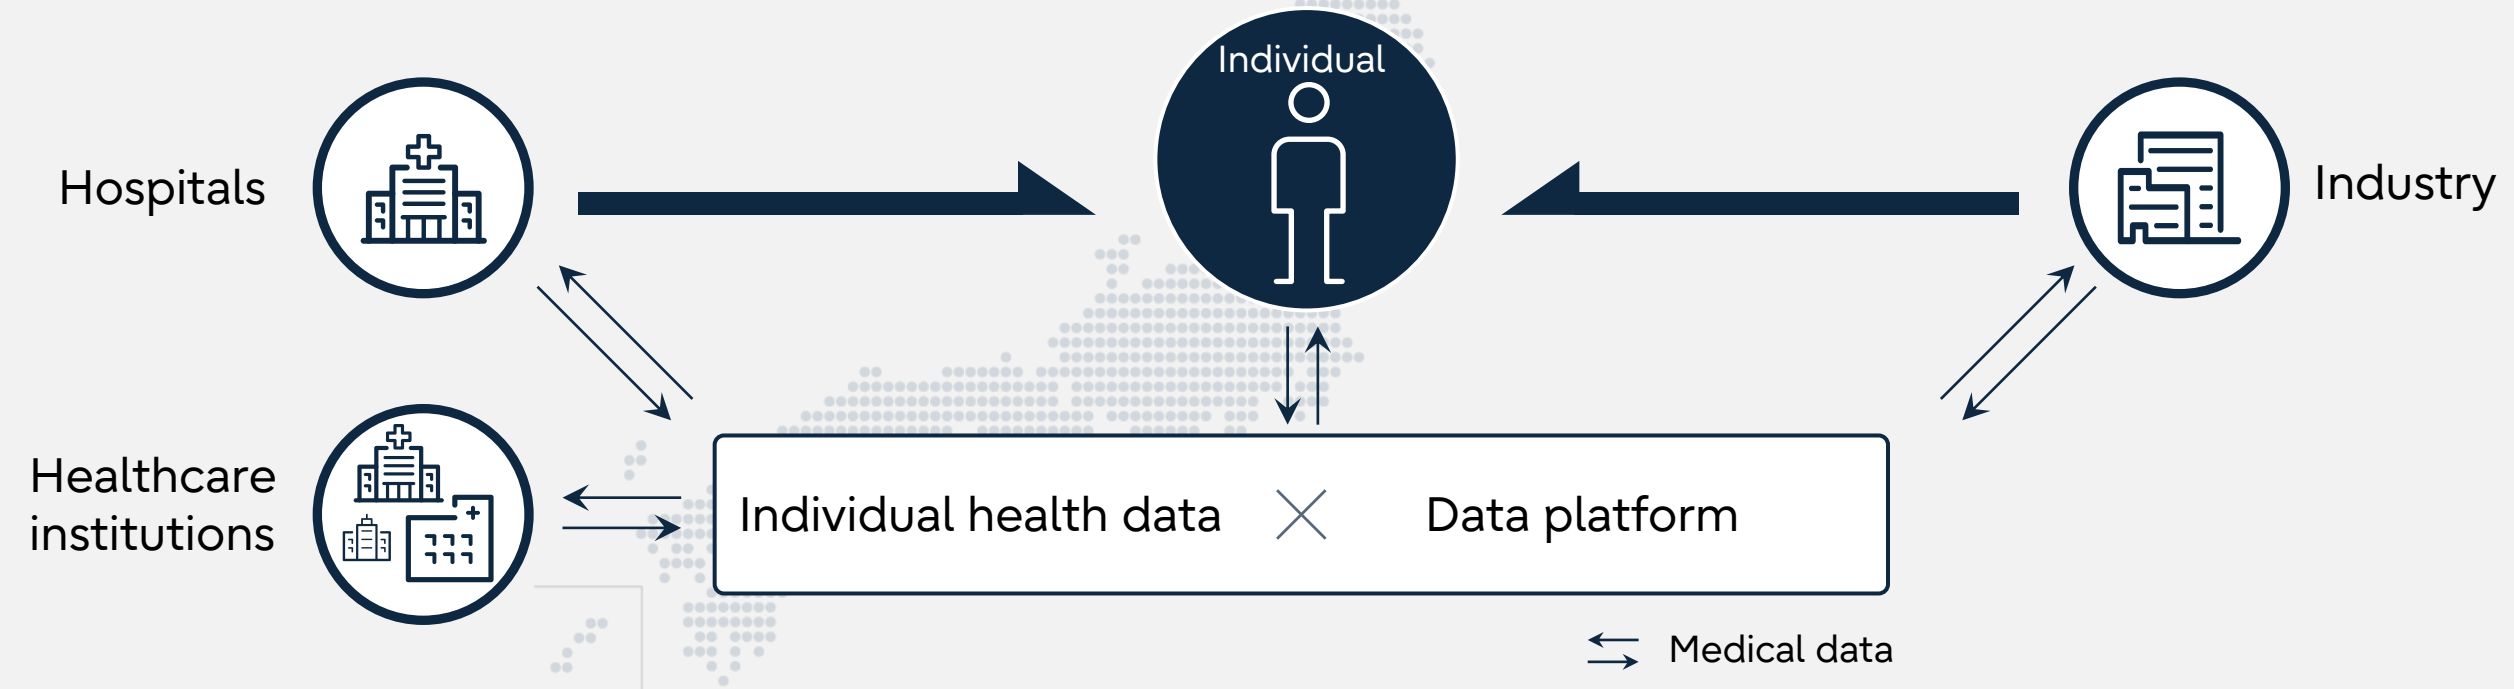 Individual
Hospitals
Industry
Healthcare
institutions
Individual health data × Data platform
Medical data